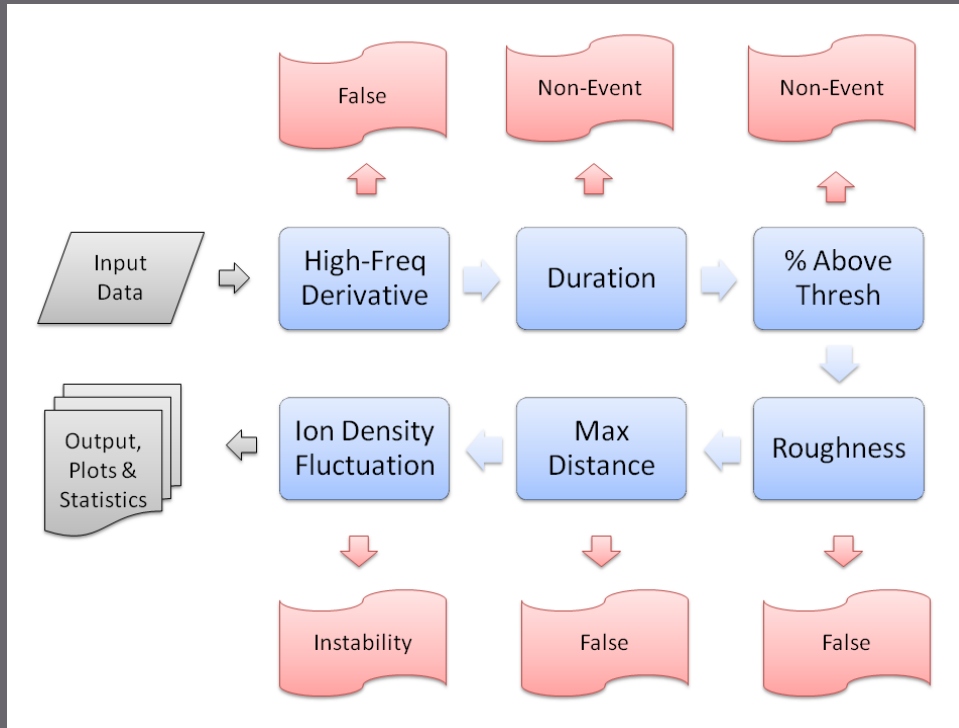 False
Non-Event
Non-Event
Input
Data
High-Freq
Derivative
Duration
% Above
Thresh
Output,
Plots &
Statistics
Ion Density
Fluctuation
Max
Distance
Roughness
Instability
False
False